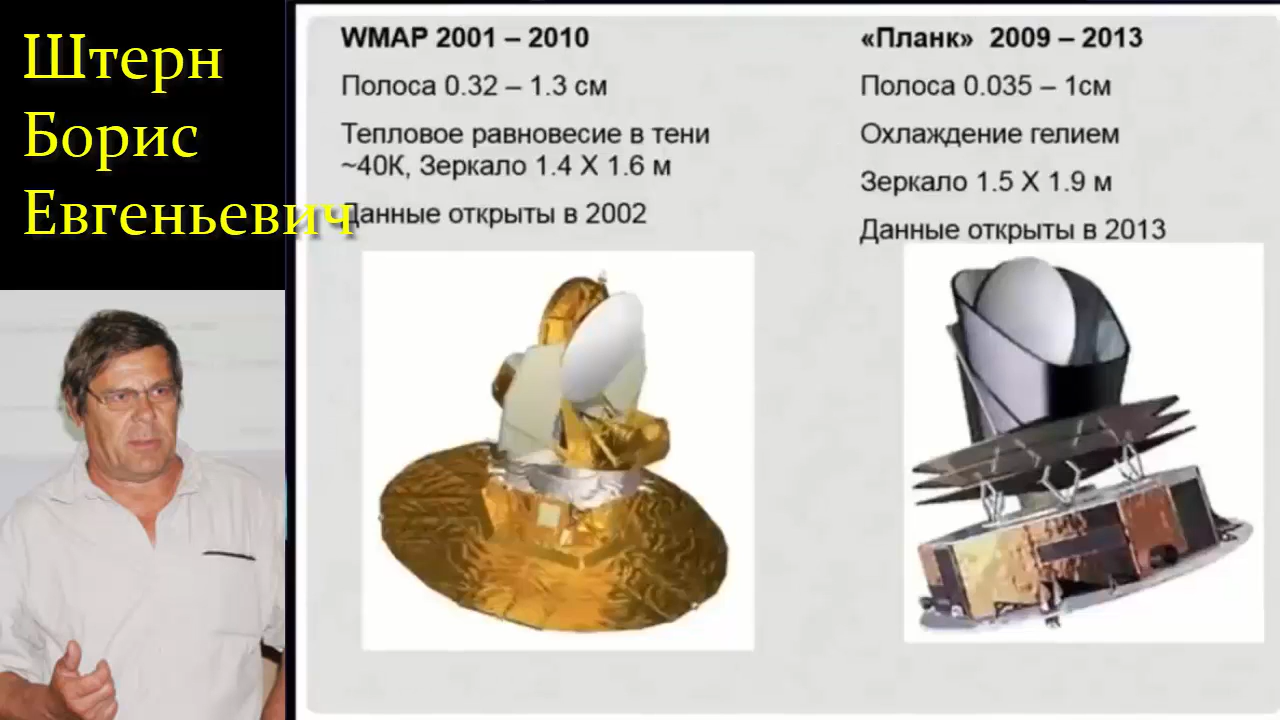 Штерн
Борис
Евгеньевич
WMAP 2001 – 2010
Полоса 0.32 – 1.3 см
Тепловое равновесие в тени
~40К, Зеркало 1.4 Х 1.6 м
Данные открыты в 2002
«Планк» 2009 – 2013
Полоса 0.035 – 1см
Охлаждение гелием
Зеркало 1.5 Х 1.9 м
Данные открыты в 2013